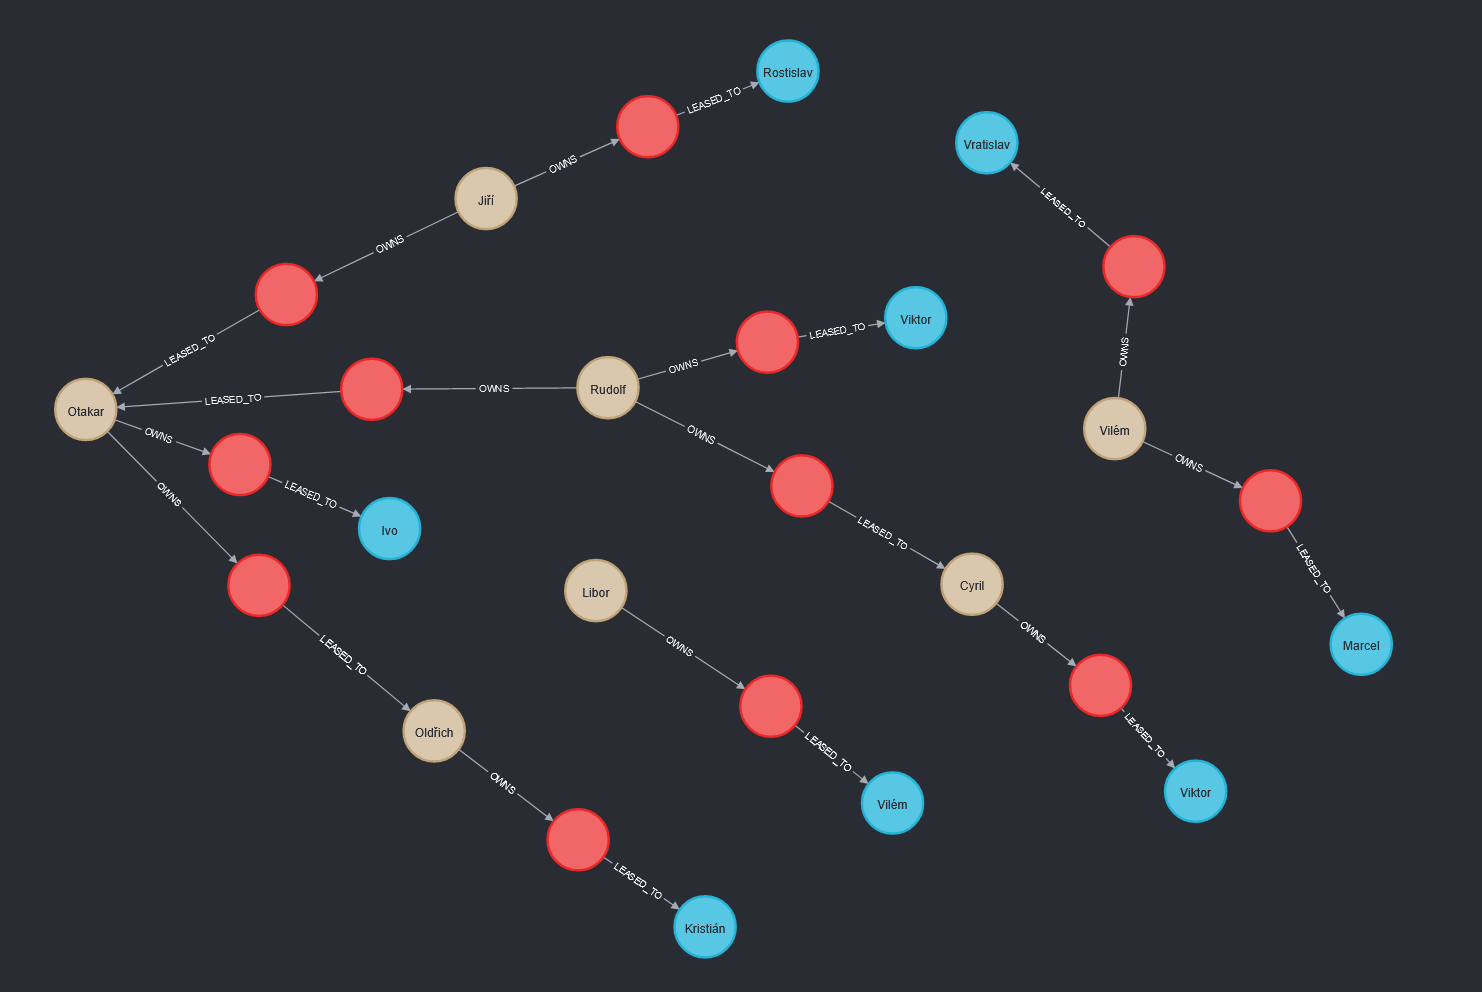 Rostislav
LEASED_TO
OWNS
Jiří
OWNS
LEASED_TO
Vratislav
LEASED_TO
OWNS
Vilém
OWNS
LEASED_TO
Marcel
Viktor
LEASED_TO
OWNS
Rudolf
OWNS
LEASED_TO
Otakar
OWNS
LEASED_TO
Ivo
OWNS
LEASED_TO
Oldřich
OWNS
LEASED_TO
Kristián
OWNS
LEASED_TO
Cyril
OWNS
LEASED_TO
Viktor
Libor
OWNS
LEASED_TO
Vilém